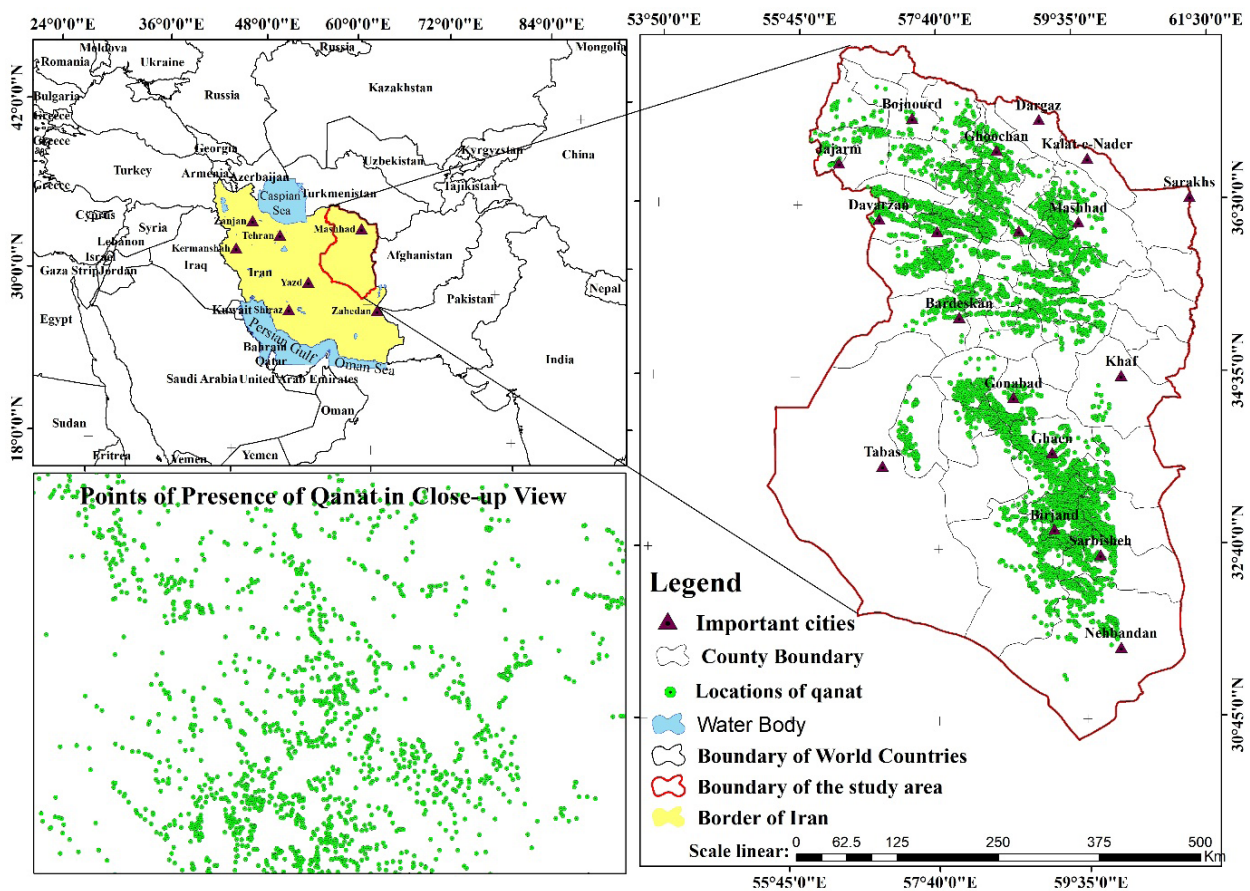 24°0'0"E 36°0'0"E 48°0'0"E 60°0'0"E 72°0'0"E 84°0'0"E
42°0'0"N
30°0'0"N
18°0'0"N
Moldova
Romania
Ukraine
Russia
Mongolia
Bulgaria
Russia
Kazakhstan
Greece
Greece
Georgia
Uzbekistan
Kyrgyzstan
China
Turkey
Armenia
Azerbaijan
Greece
Caspian
Sea
Turkmenistan
Tajikistan
Cyprus
Syria
Zanjan
Tehran
Mashhad
Lebanon
Kermanshah
Afghanistan
Israel
Iraq
Iran
Gaza Strip
Jordan
Yazd
Nepal
Pakistan
Kuwait
Shiraz
Zahedan
Egypt
Persian Gulf
Bahrain
Qatar
Oman Sea
India
Saudi Arabia
United Arab Emirates
Oman
Sudan
Eritrea
Yemen
Yemen
Points of Presence of Qanat in Close-up View
53°50'0"E 55°45'0"E 57°40'0"E 59°35'0"E 61°30'0"E
36°30'0"N
34°35'0"N
32°40'0"N
30°45'0"N
Bojnourd
Dargaz
Ghoochan
Kalat-e-Nader
Jajarm
Sarakhs
Davarzan
Mashhad
Bardeskan
Khaf
Gonabad
Ghaen
Tabas
Birjand
Sarbisheh
Nehbandan
Legend
Important cities
County Boundary
Locations of qanat
Water Body
Boundary of World Countries
Boundary of the study area
Border of Iran
Scale linear:
0 62.5 125 250 375 500
Km
55°45'0"E 57°40'0"E 59°35'0"E